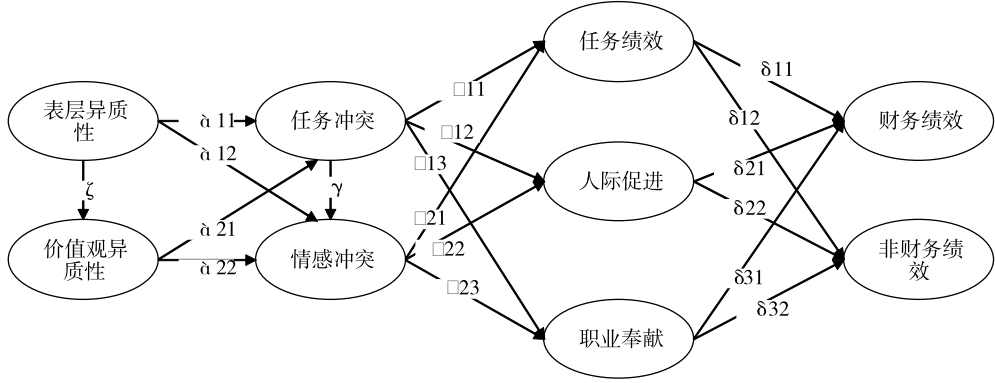 任务绩效
□11
δ11
表层异质
性
à 11
任务冲突
□12
δ12
财务绩效
à 12
□13
δ21
ζ
γ
人际促进
à 21
□21
δ22
价值观异
质性
à 22
情感冲突
□22
非财务绩
效
□23
δ31
δ32
职业奉献